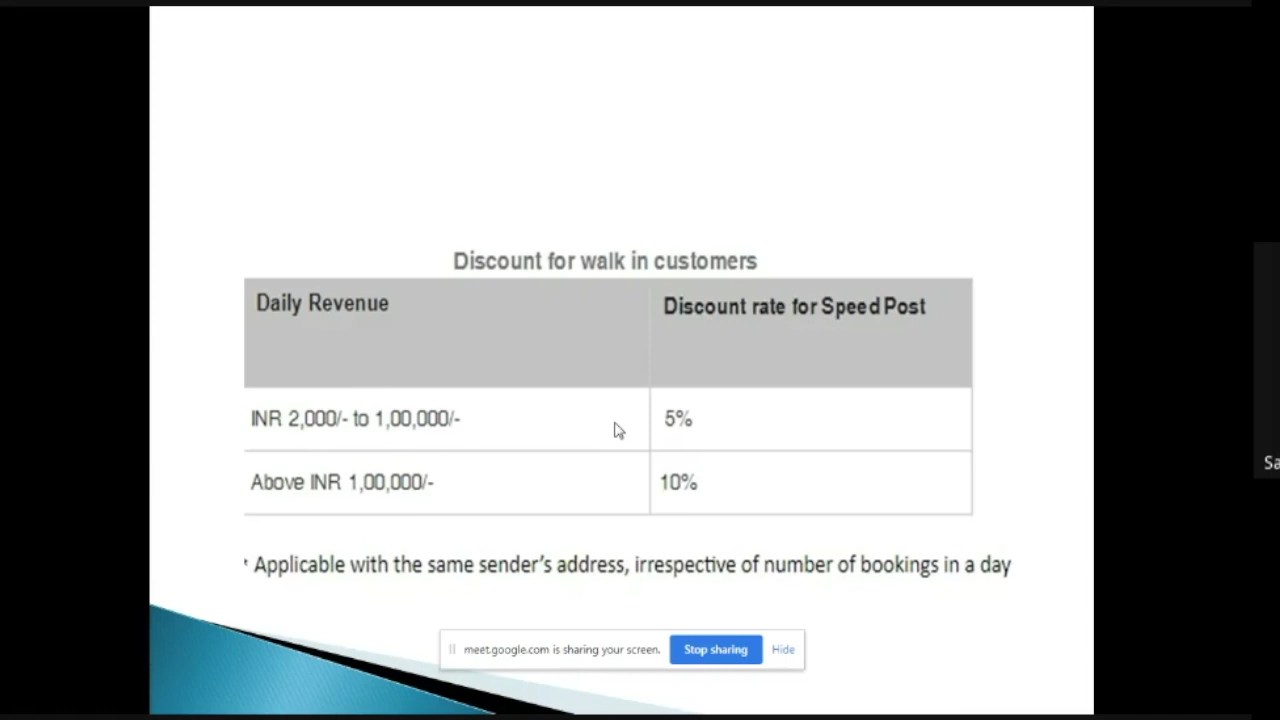 Discount for walk in customers
Daily Revenue
Discount rate for Speed Post
INR 2,000/- to 1,00,000/-
5%
Above INR 1,00,000/-
10%
* Applicable with the same sender's address, irrespective of number of bookings in a day
meet.google.com is sharing your screen.
Stop sharing
Hide